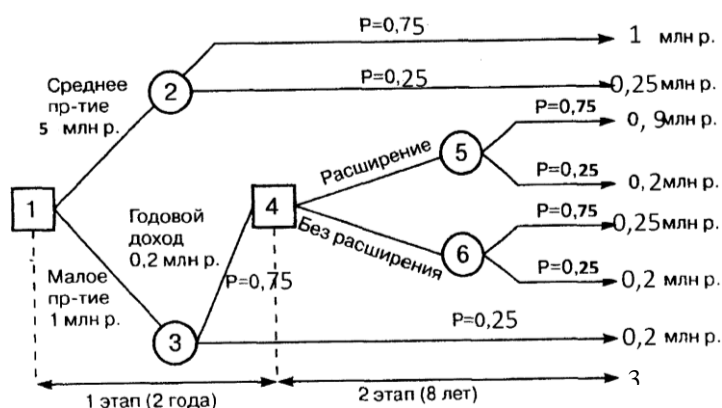 P=0,75
1 млн р.
Среднее
пр-тие
5 млн р.
2
P=0,25
0,25млн р.
P=0,75
0,9млн р.
5
Расширение
P=0,25
0,2млн р.
1
4
Годовой
доход
0,2 млн р.
P=0,75
Без расширения
6
P=0,75
0,25млн р.
P=0,25
0,2 млн р.
Малое
пр-тие
1 млн р.
3
P=0,25
0,2 млн р.
1 этап (2 года)
2 этап (8 лет)
3